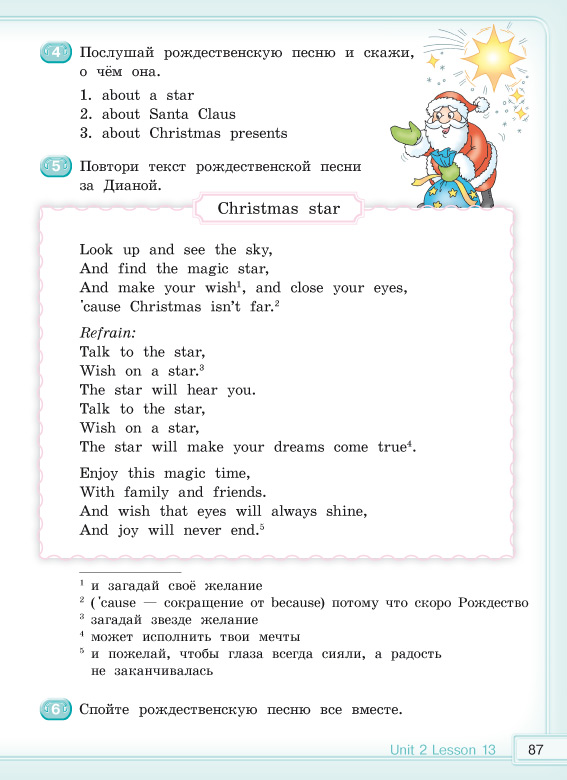 4 Послушай рождественскую песню и скажи,
о чём она.
1. about a star
2. about Santa Claus
3. about Christmas presents
5 Повтори текст рождественской песни
за Дианой.
Christmas star
Look up and see the sky,
And find the magic star,
And make your wish¹, and close your eyes,
’cause Christmas isn’t far.²
Refrain:
Talk to the star,
Wish on a star.³
The star will hear you.
Talk to the star,
Wish on a star,
The star will make your dreams come true⁴.
Enjoy this magic time,
With family and friends.
And wish that eyes will always shine,
And joy will never end.⁵
¹ и загадай своё желание
² (’cause — сокращение от because) потому что скоро Рождество
³ загадай звезде желание
⁴ может исполнить твои мечты
⁵ и пожелай, чтобы глаза всегда сияли, а радость
не заканчивалась
6 Спойте рождественскую песню все вместе.
Unit 2 Lesson 13 87